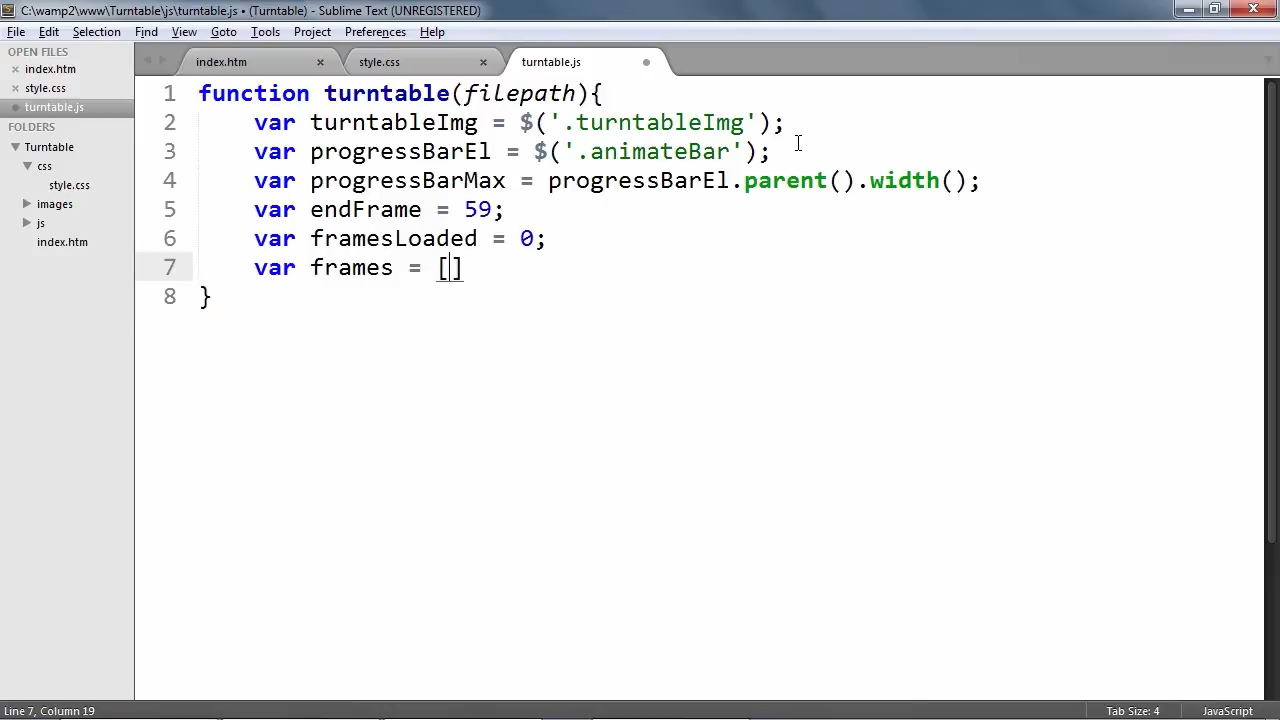 C:\wamp2\www\Turntable\js\turntable.js • (Turntable) - Sublime Text (UNREGISTERED)
File Edit Selection Find View Goto Tools Project Preferences Help
OPEN FILES
index.htm
style.css
turntable.js
FOLDERS
Turntable
css
style.css
images
js
index.htm
index.htm style.css turntable.js
1 function turntable(filepath){
2 var turntableImg = $('.turntableImg');
3 var progressBarEl = $('.animateBar');
4 var progressBarMax = progressBarEl.parent().width();
5 var endFrame = 59;
6 var framesLoaded = 0;
7 var frames = []
8 }
Line 7, Column 19 Tab Size: 4 JavaScript